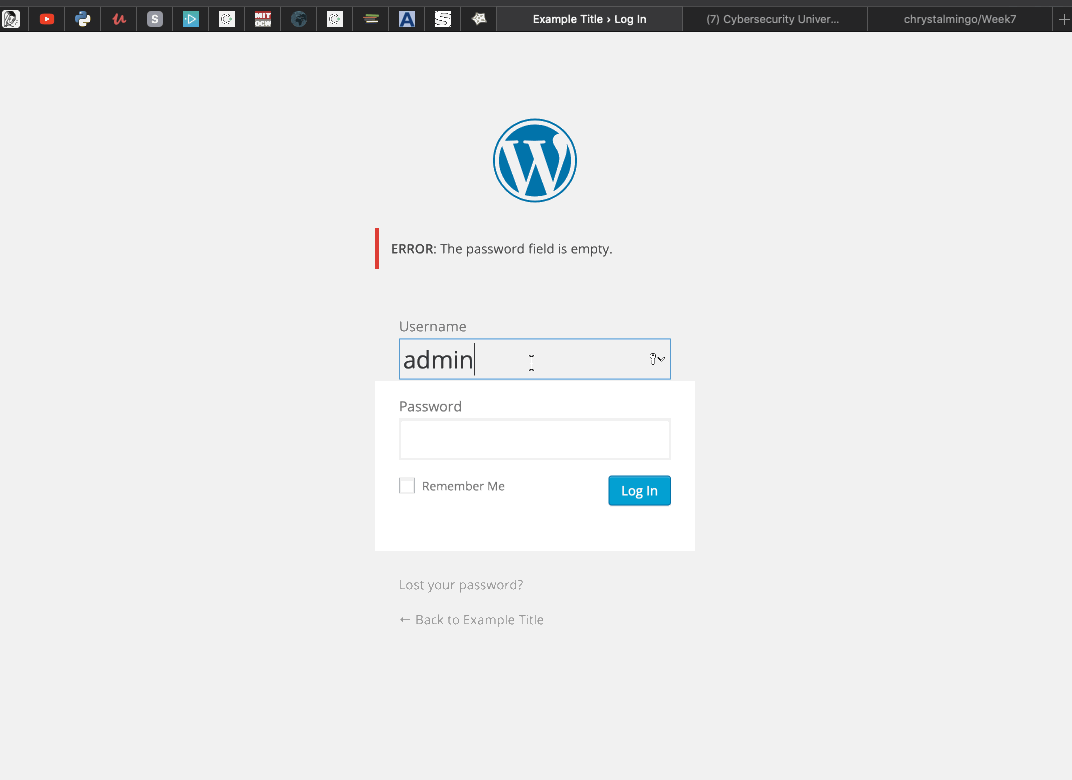 MIT
OCW
S
A
Example Title › Log In
(7) Cybersecurity Univer...
chrystalmingo/Week7
W
ERROR: The password field is empty.
Username
admin
Password
Remember Me
Log In
Lost your password?
← Back to Example Title